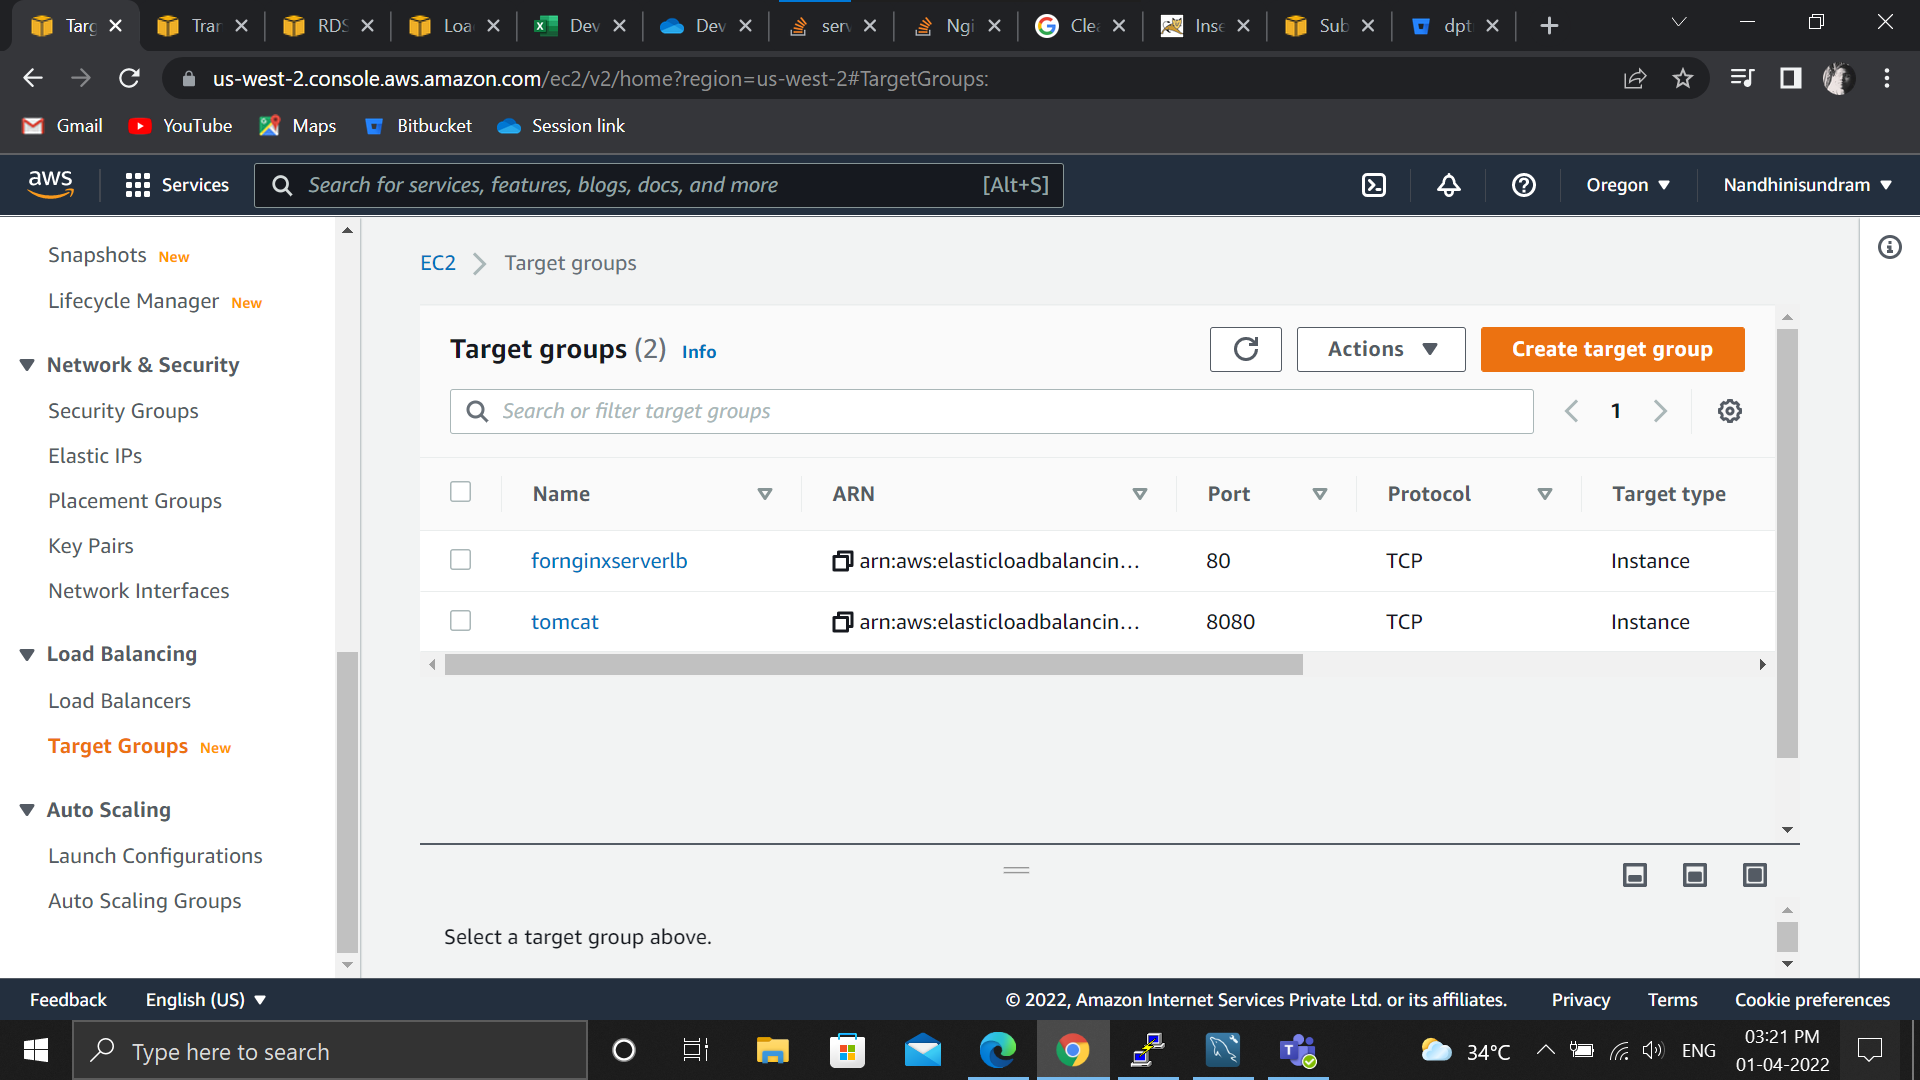 Targ
Tran
RDS
Loa
Dev
Dev
serv
Ngi
Clea
Inse
Sub
dpt
us-west-2.console.aws.amazon.com/ec2/v2/home?region=us-west-2#TargetGroups:
Gmail
YouTube
Maps
Bitbucket
Session link
aws
Services
Search for services, features, blogs, docs, and more
[Alt+S]
Oregon
Nandhinisundram
Snapshots New
Lifecycle Manager New
Network & Security
Security Groups
Elastic IPs
Placement Groups
Key Pairs
Network Interfaces
Load Balancing
Load Balancers
Target Groups New
Auto Scaling
Launch Configurations
Auto Scaling Groups
EC2 > Target groups
Target groups (2) Info
Actions
Create target group
Search or filter target groups
1
Name ARN Port Protocol Target type
fornginxserverlb arn:aws:elasticloadbalancin... 80 TCP Instance
tomcat arn:aws:elasticloadbalancin... 8080 TCP Instance
Select a target group above.
Feedback
English (US)
© 2022, Amazon Internet Services Private Ltd. or its affiliates.
Privacy
Terms
Cookie preferences
Type here to search
34°C
ENG
03:21 PM
01-04-2022